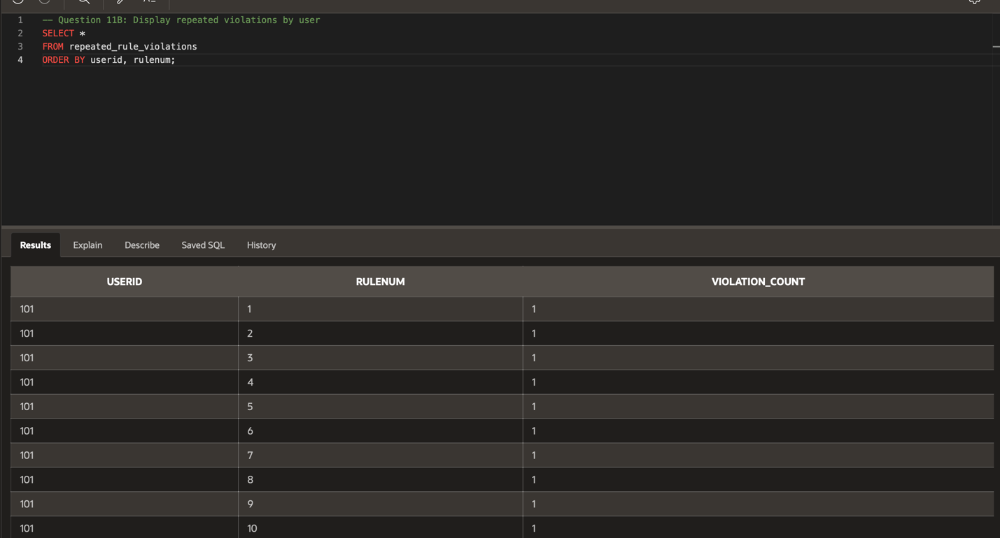 1 -- Question 11B: Display repeated violations by user
2 SELECT *
3 FROM repeated_rule_violations
4 ORDER BY userid, rulenum;
Results Explain Describe Saved SQL History
USERID RULENUM VIOLATION_COUNT
101 1 1
101 2 1
101 3 1
101 4 1
101 5 1
101 6 1
101 7 1
101 8 1
101 9 1
101 10 1